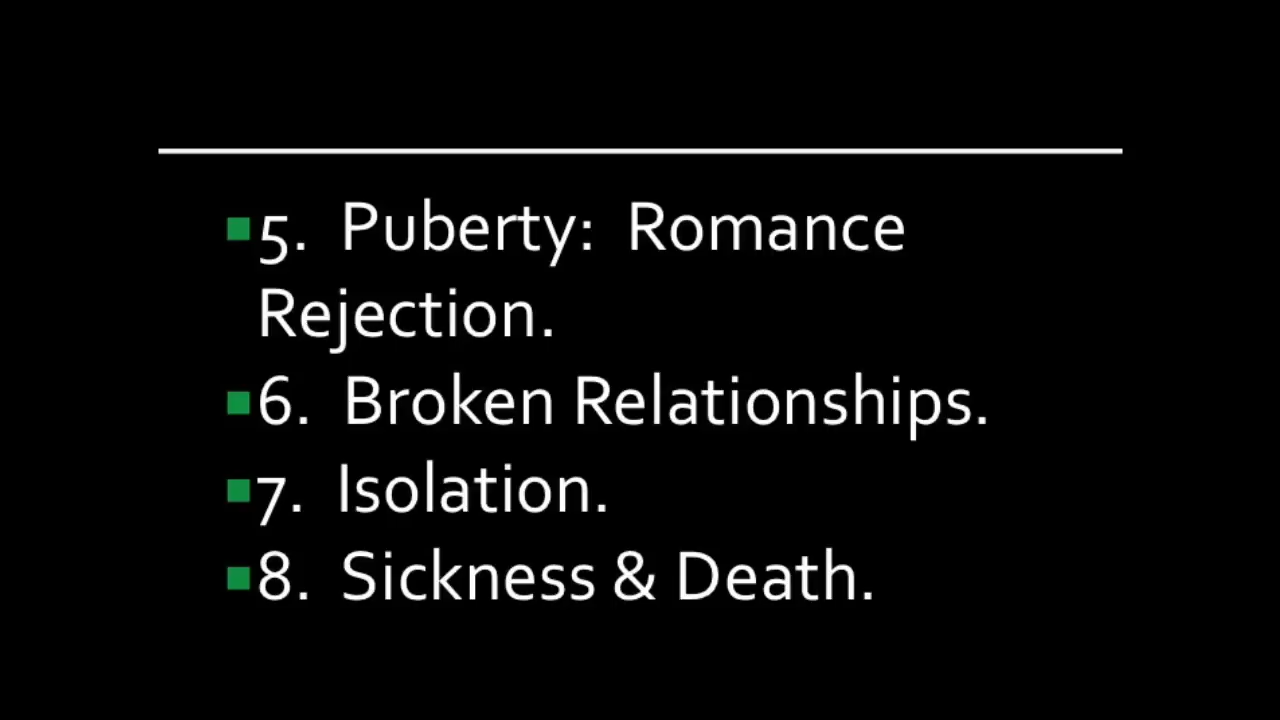 5. Puberty: Romance
Rejection.
6. Broken Relationships.
7. Isolation.
8. Sickness & Death.